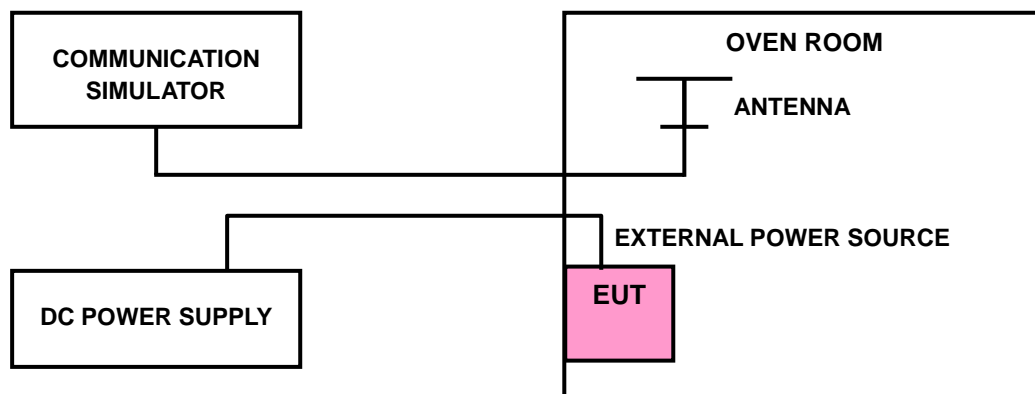 COMMUNICATION
SIMULATOR
OVEN ROOM
ANTENNA
EXTERNAL POWER SOURCE
DC POWER SUPPLY
EUT